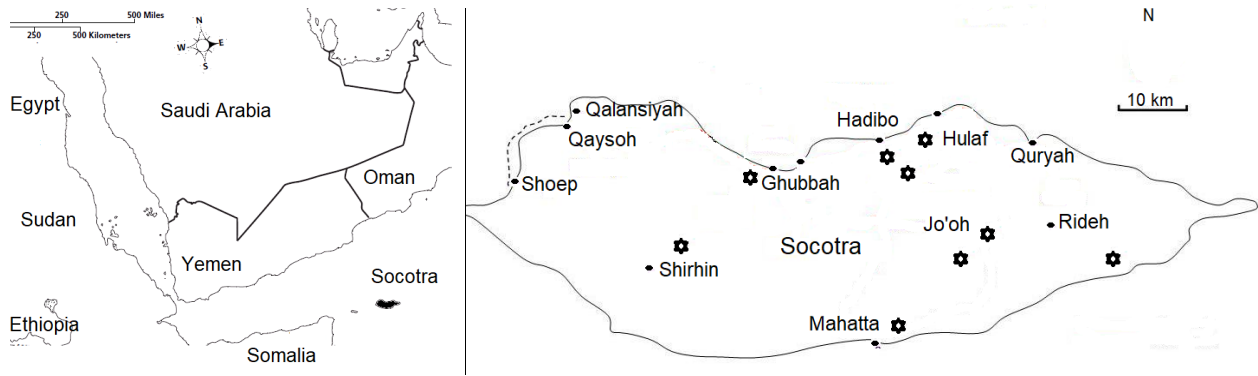 250 500 Miles
250 500 Kilometers
N
W E
S
Egypt
Saudi Arabia
Oman
Sudan
Yemen
Socotra
Ethiopia
Somalia
N
10 km
Qalansiyah
Qaysoh
Shoep
Hadibo
Hulaf
Quryah
Ghubbah
Jo'oh
Rideh
Socotra
Shirhin
Mahatta